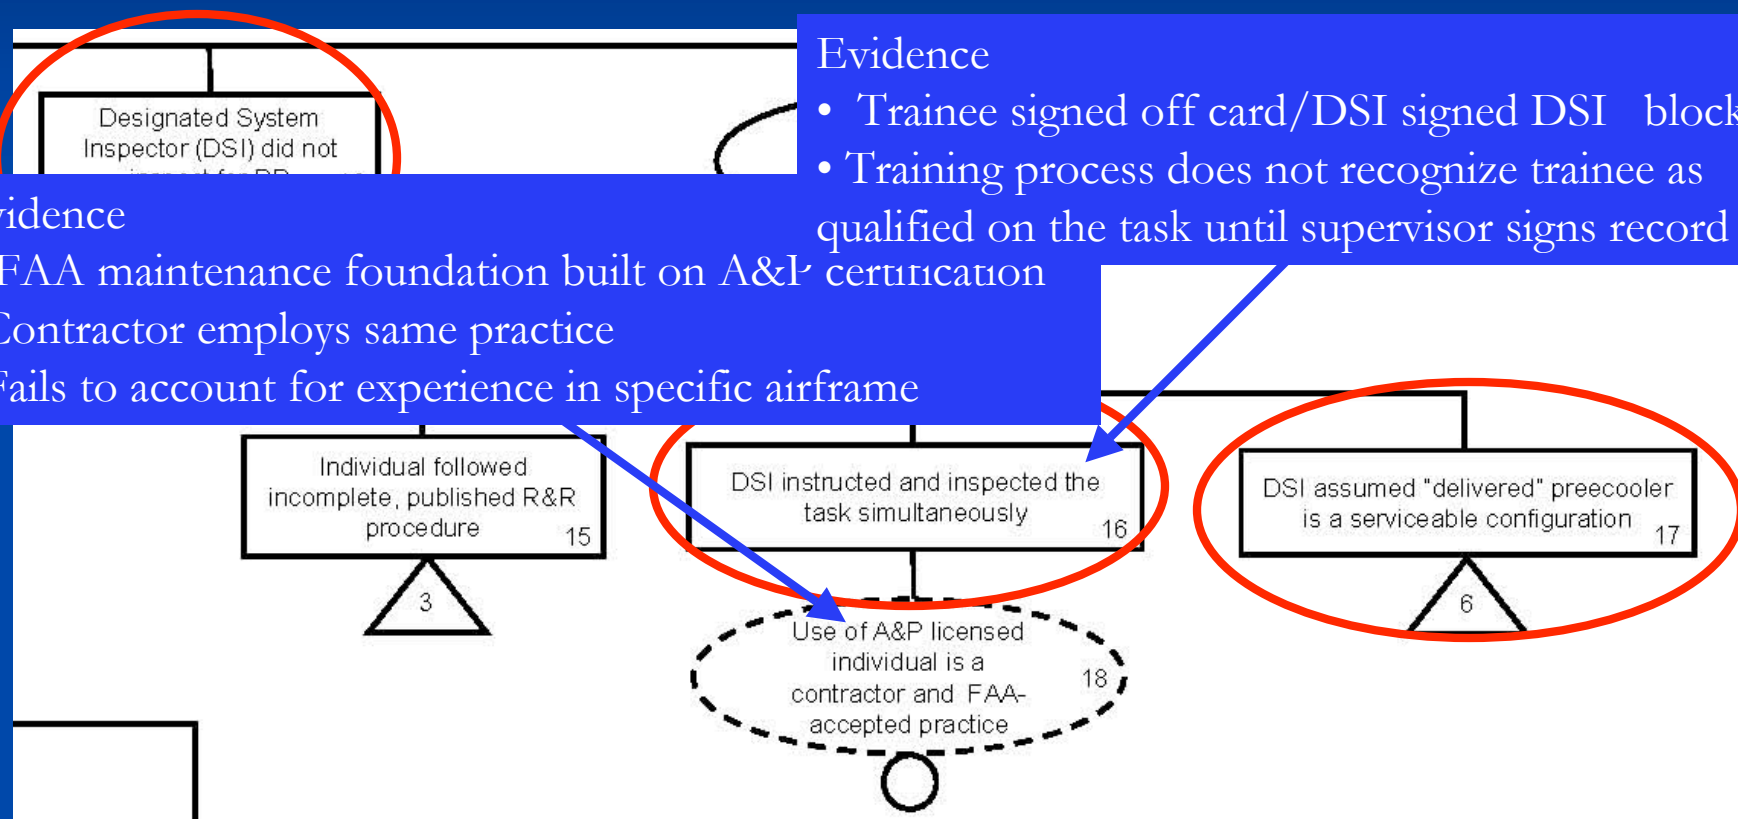 Designated System
Inspector (DSI) did not
Evidence
• Trainee signed off card/DSI signed DSI block
• Training process does not recognize trainee as
qualified on the task until supervisor signs record
vidence
FAA maintenance foundation built on A&P certification
Contractor employs same practice
Fails to account for experience in specific airframe
Individual followed
incomplete, published R&R
procedure
15
3
DSI instructed and inspected the
task simultaneously
16
DSI assumed "delivered" preecooler
is a serviceable configuration
17
6
Use of A&P licensed
individual is a
contractor and FAA-
accepted practice
18